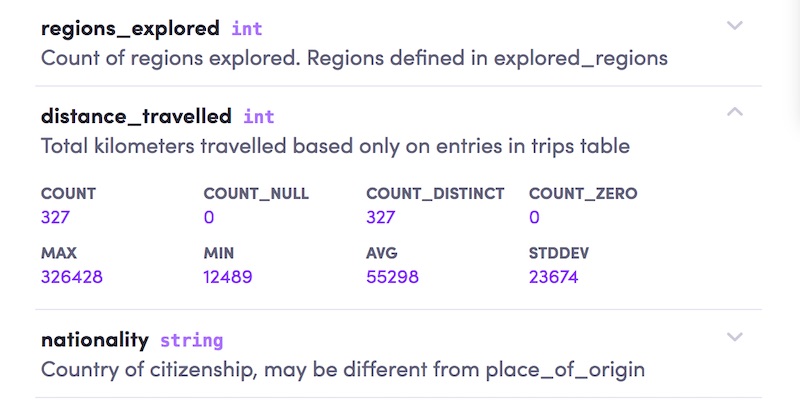 regions_explored int
Count of regions explored. Regions defined in explored_regions
distance_travelled int
Total kilometers travelled based only on entries in trips table
COUNT COUNT_NULL COUNT_DISTINCT COUNT_ZERO
327 0 327 0
MAX MIN AVG STDDEV
326428 12489 55298 23674
nationality string
Country of citizenship, may be different from place_of_origin